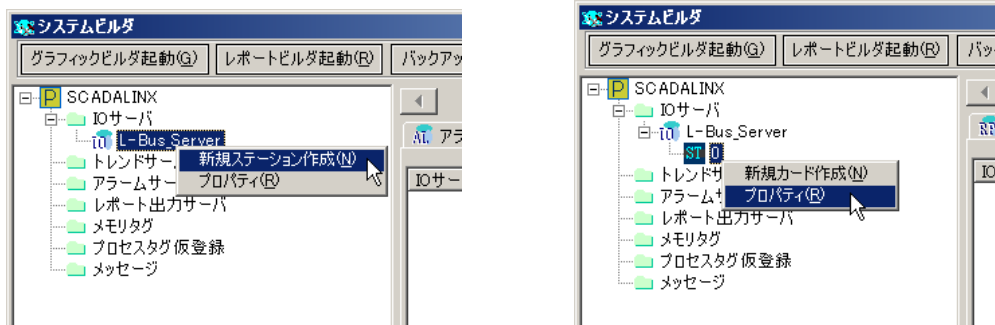 システムビルダ
グラフィックビルダ起動(G) レポートビルダ起動(R) バックアッ
SCADALINX
IOサーバ
L-Bus_Server
新規ステーション作成(N)
プロパティ(R)
トレンドサー
アラームサー
レポート出力サーバ
メモリタグ
プロセスタグ仮登録
メッセージ
AL アラ
IOサー
システムビルダ
グラフィックビルダ起動(G) レポートビルダ起動(R) バッ
SCADALINX
IOサーバ
L-Bus_Server
ST 0
新規カード作成(N)
プロパティ(R)
トレンドサ
アラームサ
レポート出力サーバ
メモリタグ
プロセスタグ仮登録
メッセージ
IO